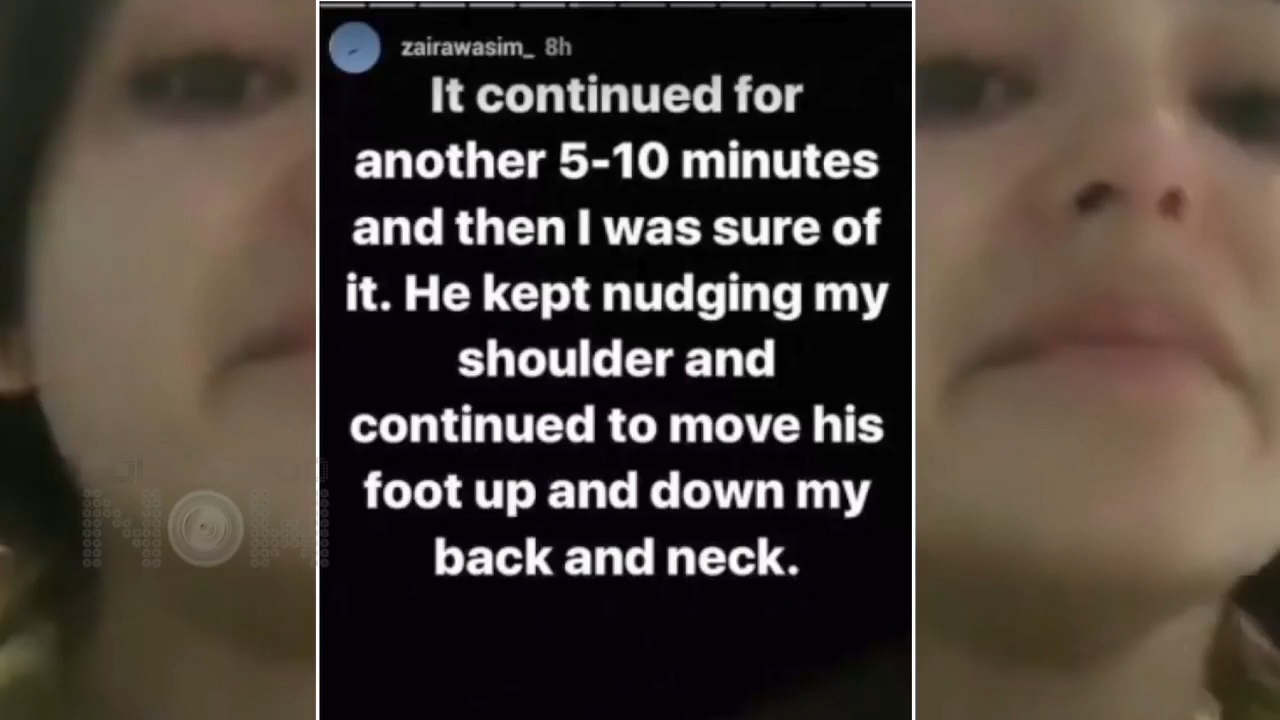 zairawasim_ 8h
It continued for
another 5-10 minutes
and then I was sure of
it. He kept nudging my
shoulder and
continued to move his
foot up and down my
back and neck.
NOW